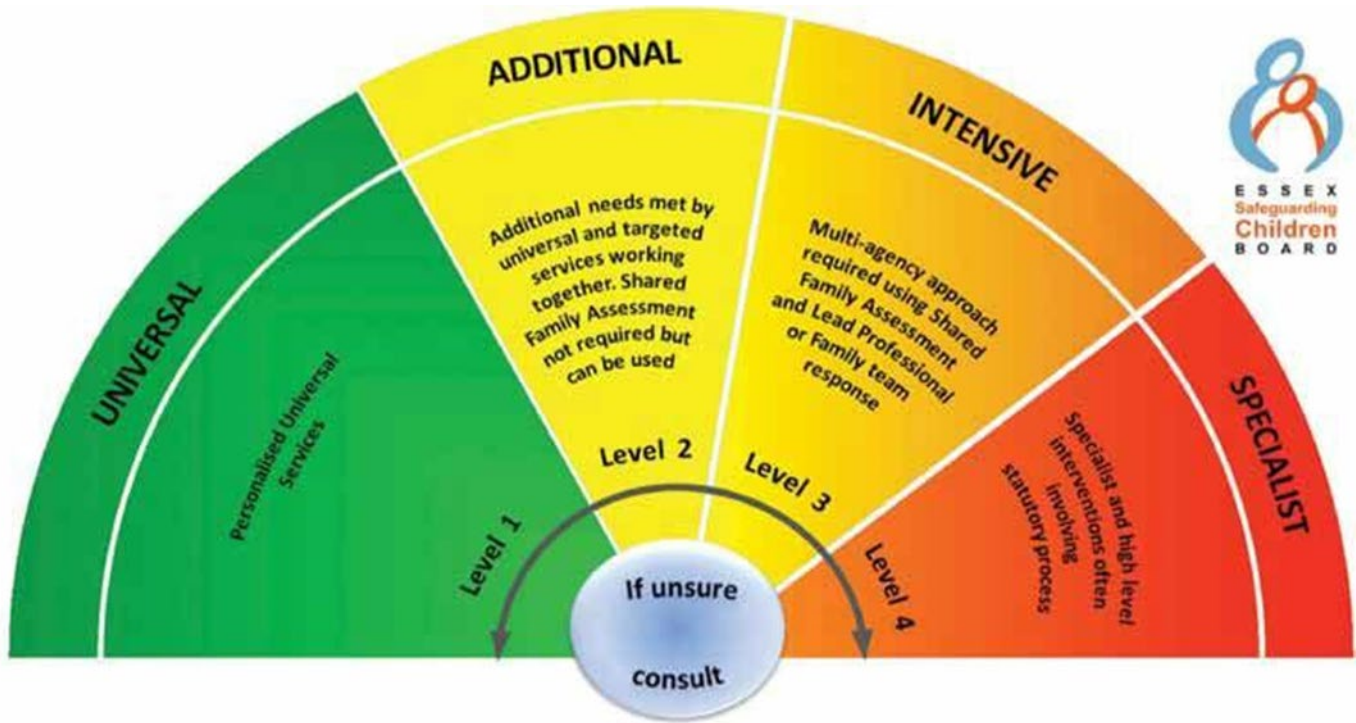 UNIVERSAL
Personalised Universal
Services
Level 1
ADDITIONAL
Additional needs met by
universal and targeted
services working
together. Shared
Family Assessment
not required but
can be used
Level 2
INTENSIVE
Multi-agency approach
required using Shared
Family Assessment
and Lead Professional
or Family team
response
Level 3
SPECIALIST
Specialist and high level
interventions often
involving
statutory process
Level 4
If unsure
consult
ESSEX
Safeguarding
Children
BOARD